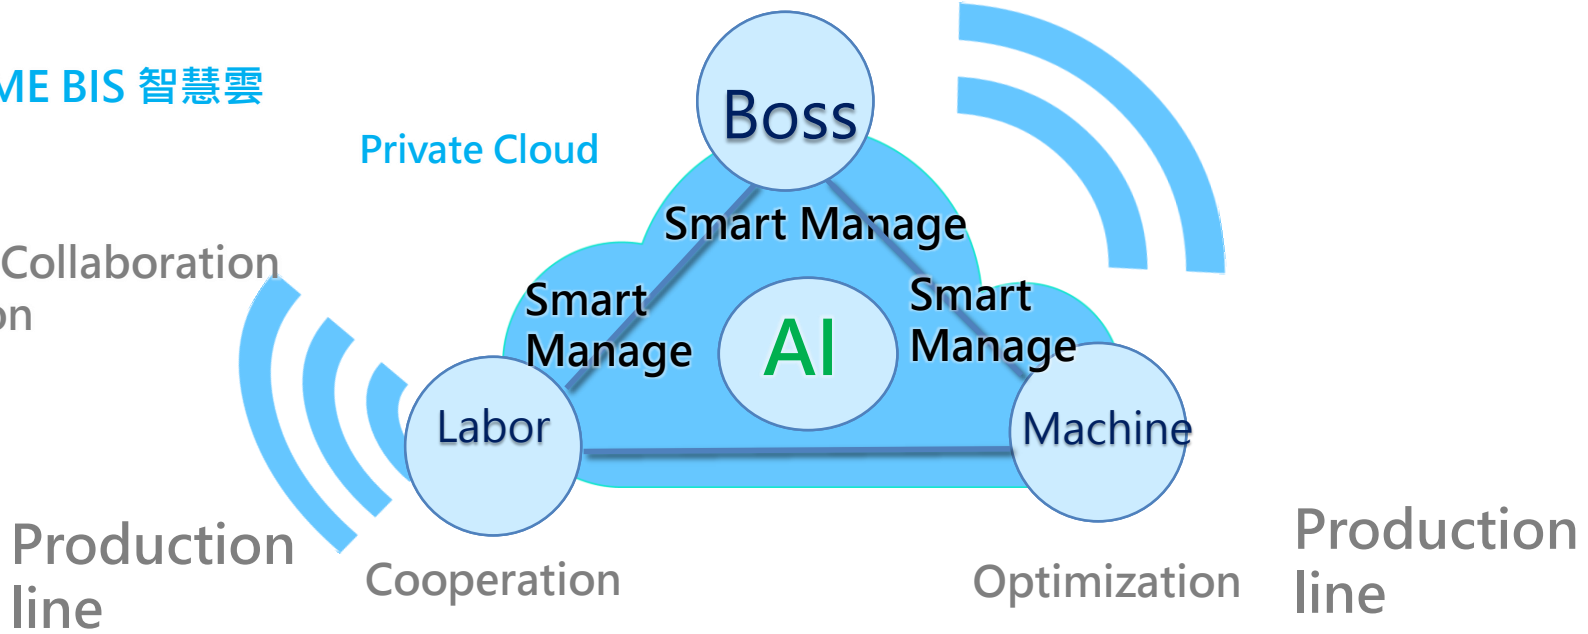 ME BIS 智慧雲
Boss
Private Cloud
Smart Manage
Collaboration
on
Smart
Manage
AI
Smart
Manage
Labor
Machine
Production
line
Cooperation
Optimization
Production
line